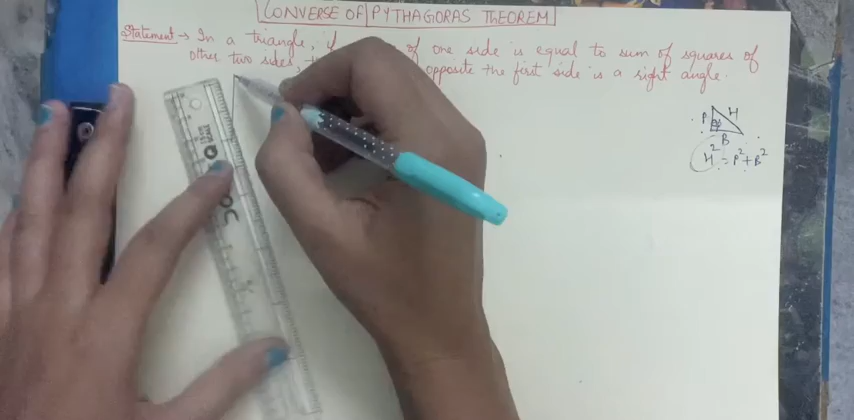 CONVERSE OF PYTHAGORAS THEOREM
Statement → In a triangle, if of one side is equal to sum of squares of
other two sides, opposite the first side is a right angle.
P H
B
H² = P² + B²